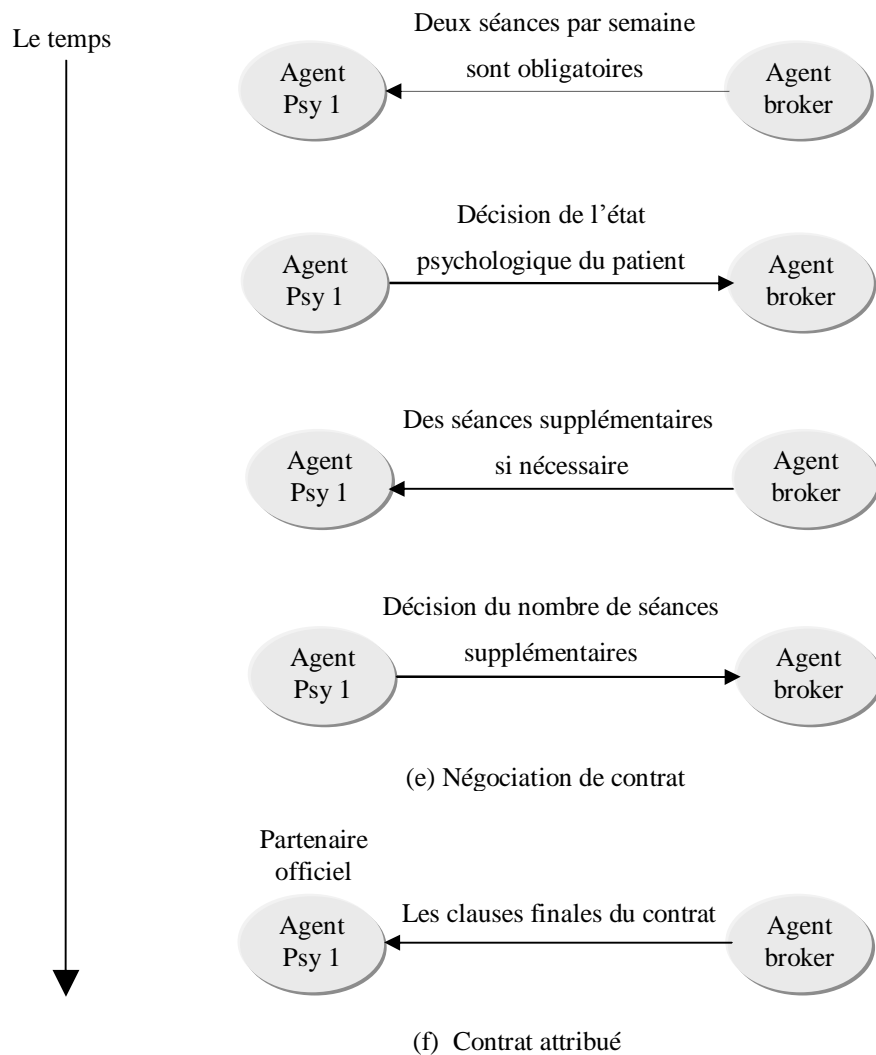 Le temps
Deux séances par semaine
sont obligatoires
Agent
Psy 1
Agent
broker
Décision de l’état
psychologique du patient
Agent
Psy 1
Agent
broker
Des séances supplémentaires
si nécessaire
Agent
Psy 1
Agent
broker
Décision du nombre de séances
supplémentaires
Agent
Psy 1
Agent
broker
(e) Négociation de contrat
Partenaire
officiel
Agent
Psy 1
Les clauses finales du contrat
Agent
broker
(f) Contrat attribué